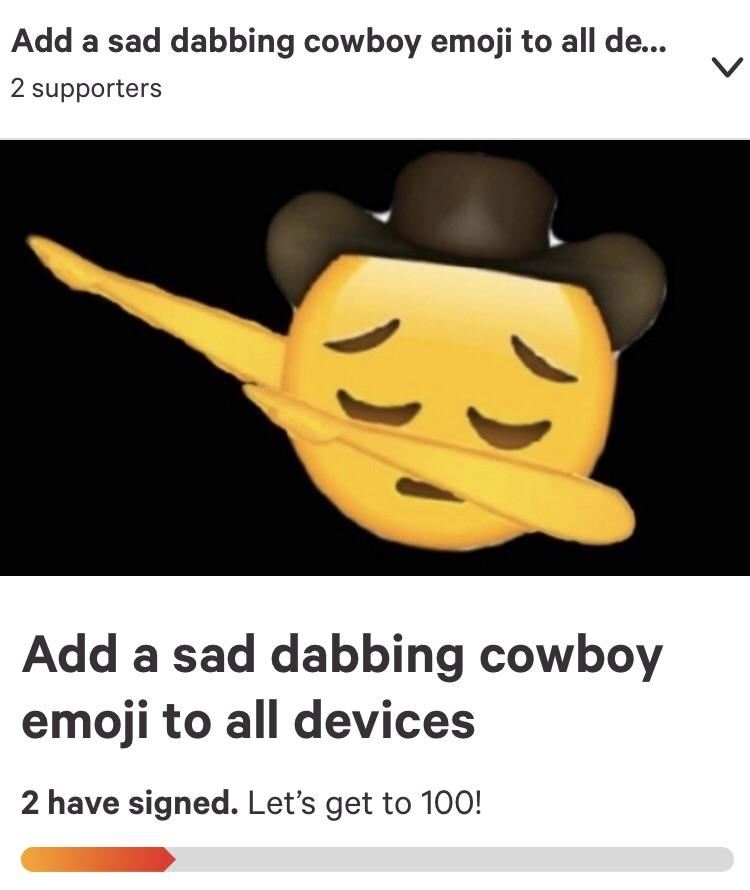 Add a sad dabbing cowboy emoji to all de...
2 supporters
Add a sad dabbing cowboy
emoji to all devices
2 have signed. Let’s get to 100!